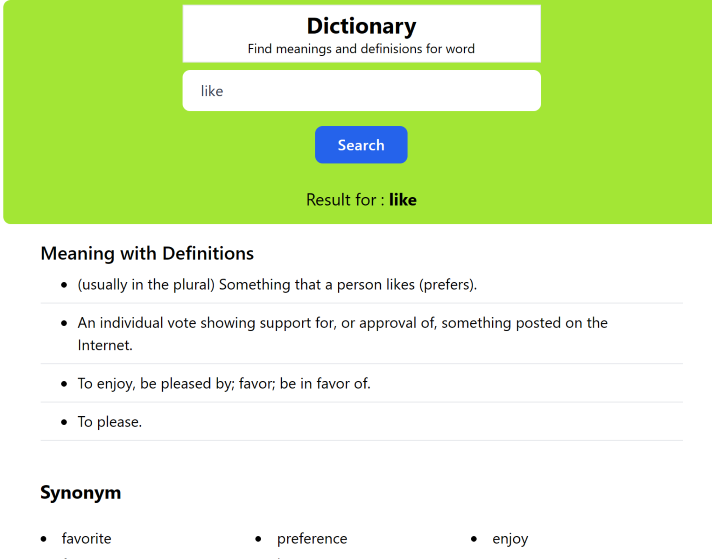 Dictionary
Find meanings and definisions for word
like
Search
Result for : like
Meaning with Definitions
(usually in the plural) Something that a person likes (prefers).
An individual vote showing support for, or approval of, something posted on the
Internet.
To enjoy, be pleased by; favor; be in favor of.
To please.
Synonym
favorite
preference
enjoy